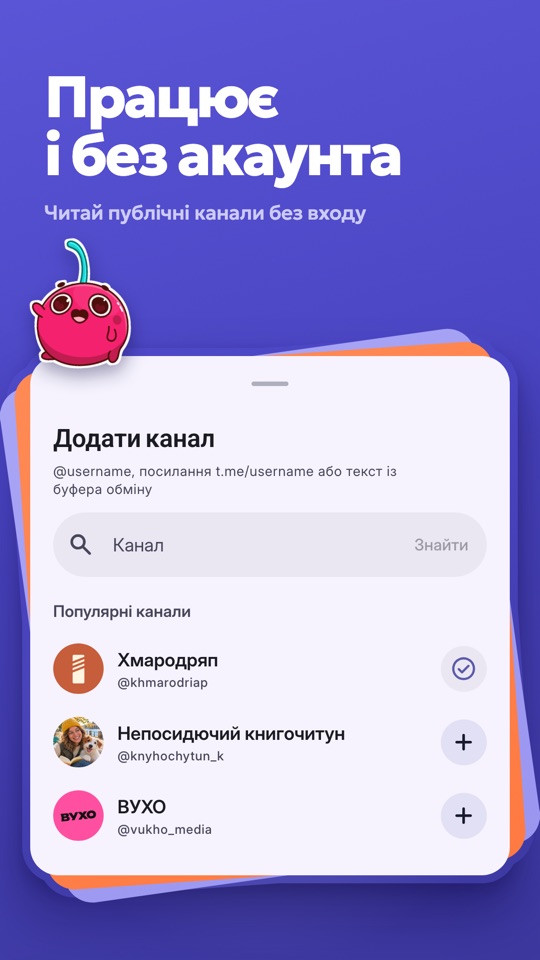 Працює
і без акаунта
Читай публічні канали без входу
Додати канал
@username, посилання t.me/username або текст із
буфера обміну
Канал
Знайти
Популярні канали
Хмародряп
@khmarodriap
Непосидючий книгочитун
@knyhochytun_k
ВУХО
ВУХО
@vukho_media